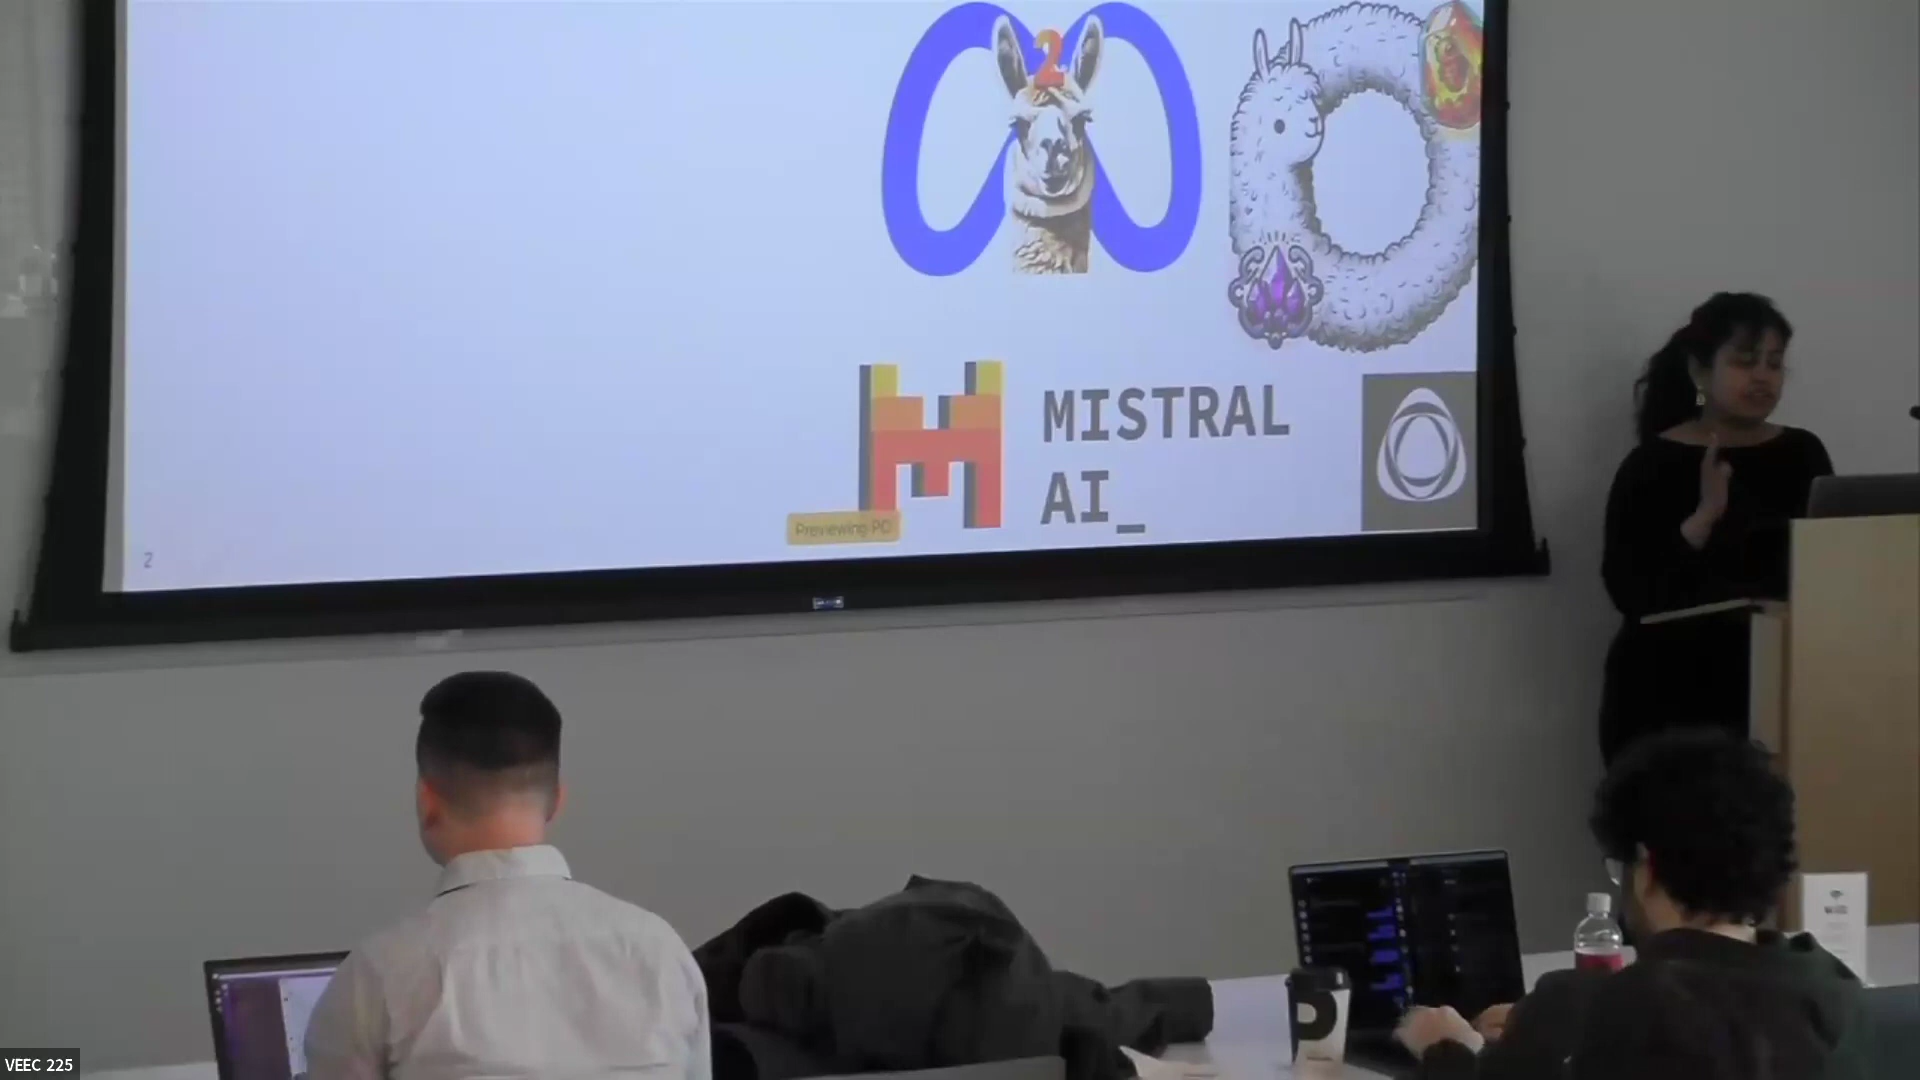 2
MISTRAL
AI_
Previewing PC
2
VEEC 225